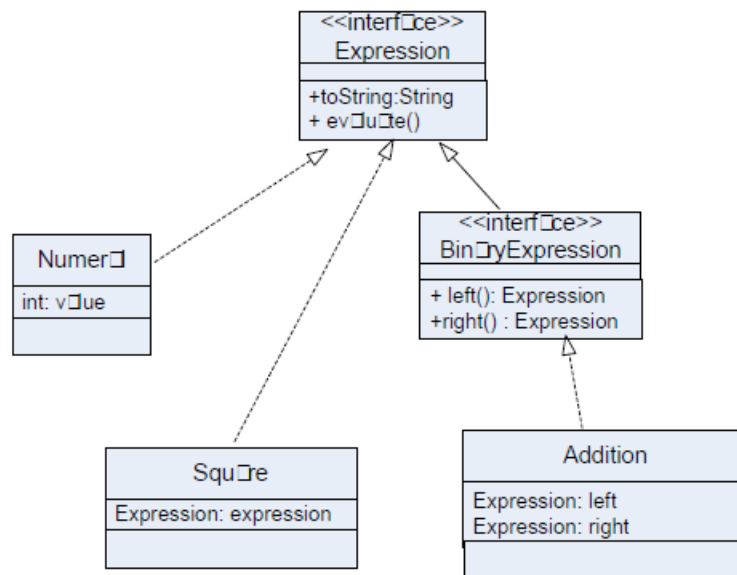 <<interf□ce>>
Expression
+toString:String
+ ev□lu□te()
<<interf□ce>>
Bin□ryExpression
+ left(): Expression
+right() : Expression
Numer□l
int: v□lue
Squ□re
Expression: expression
Addition
Expression: left
Expression: right